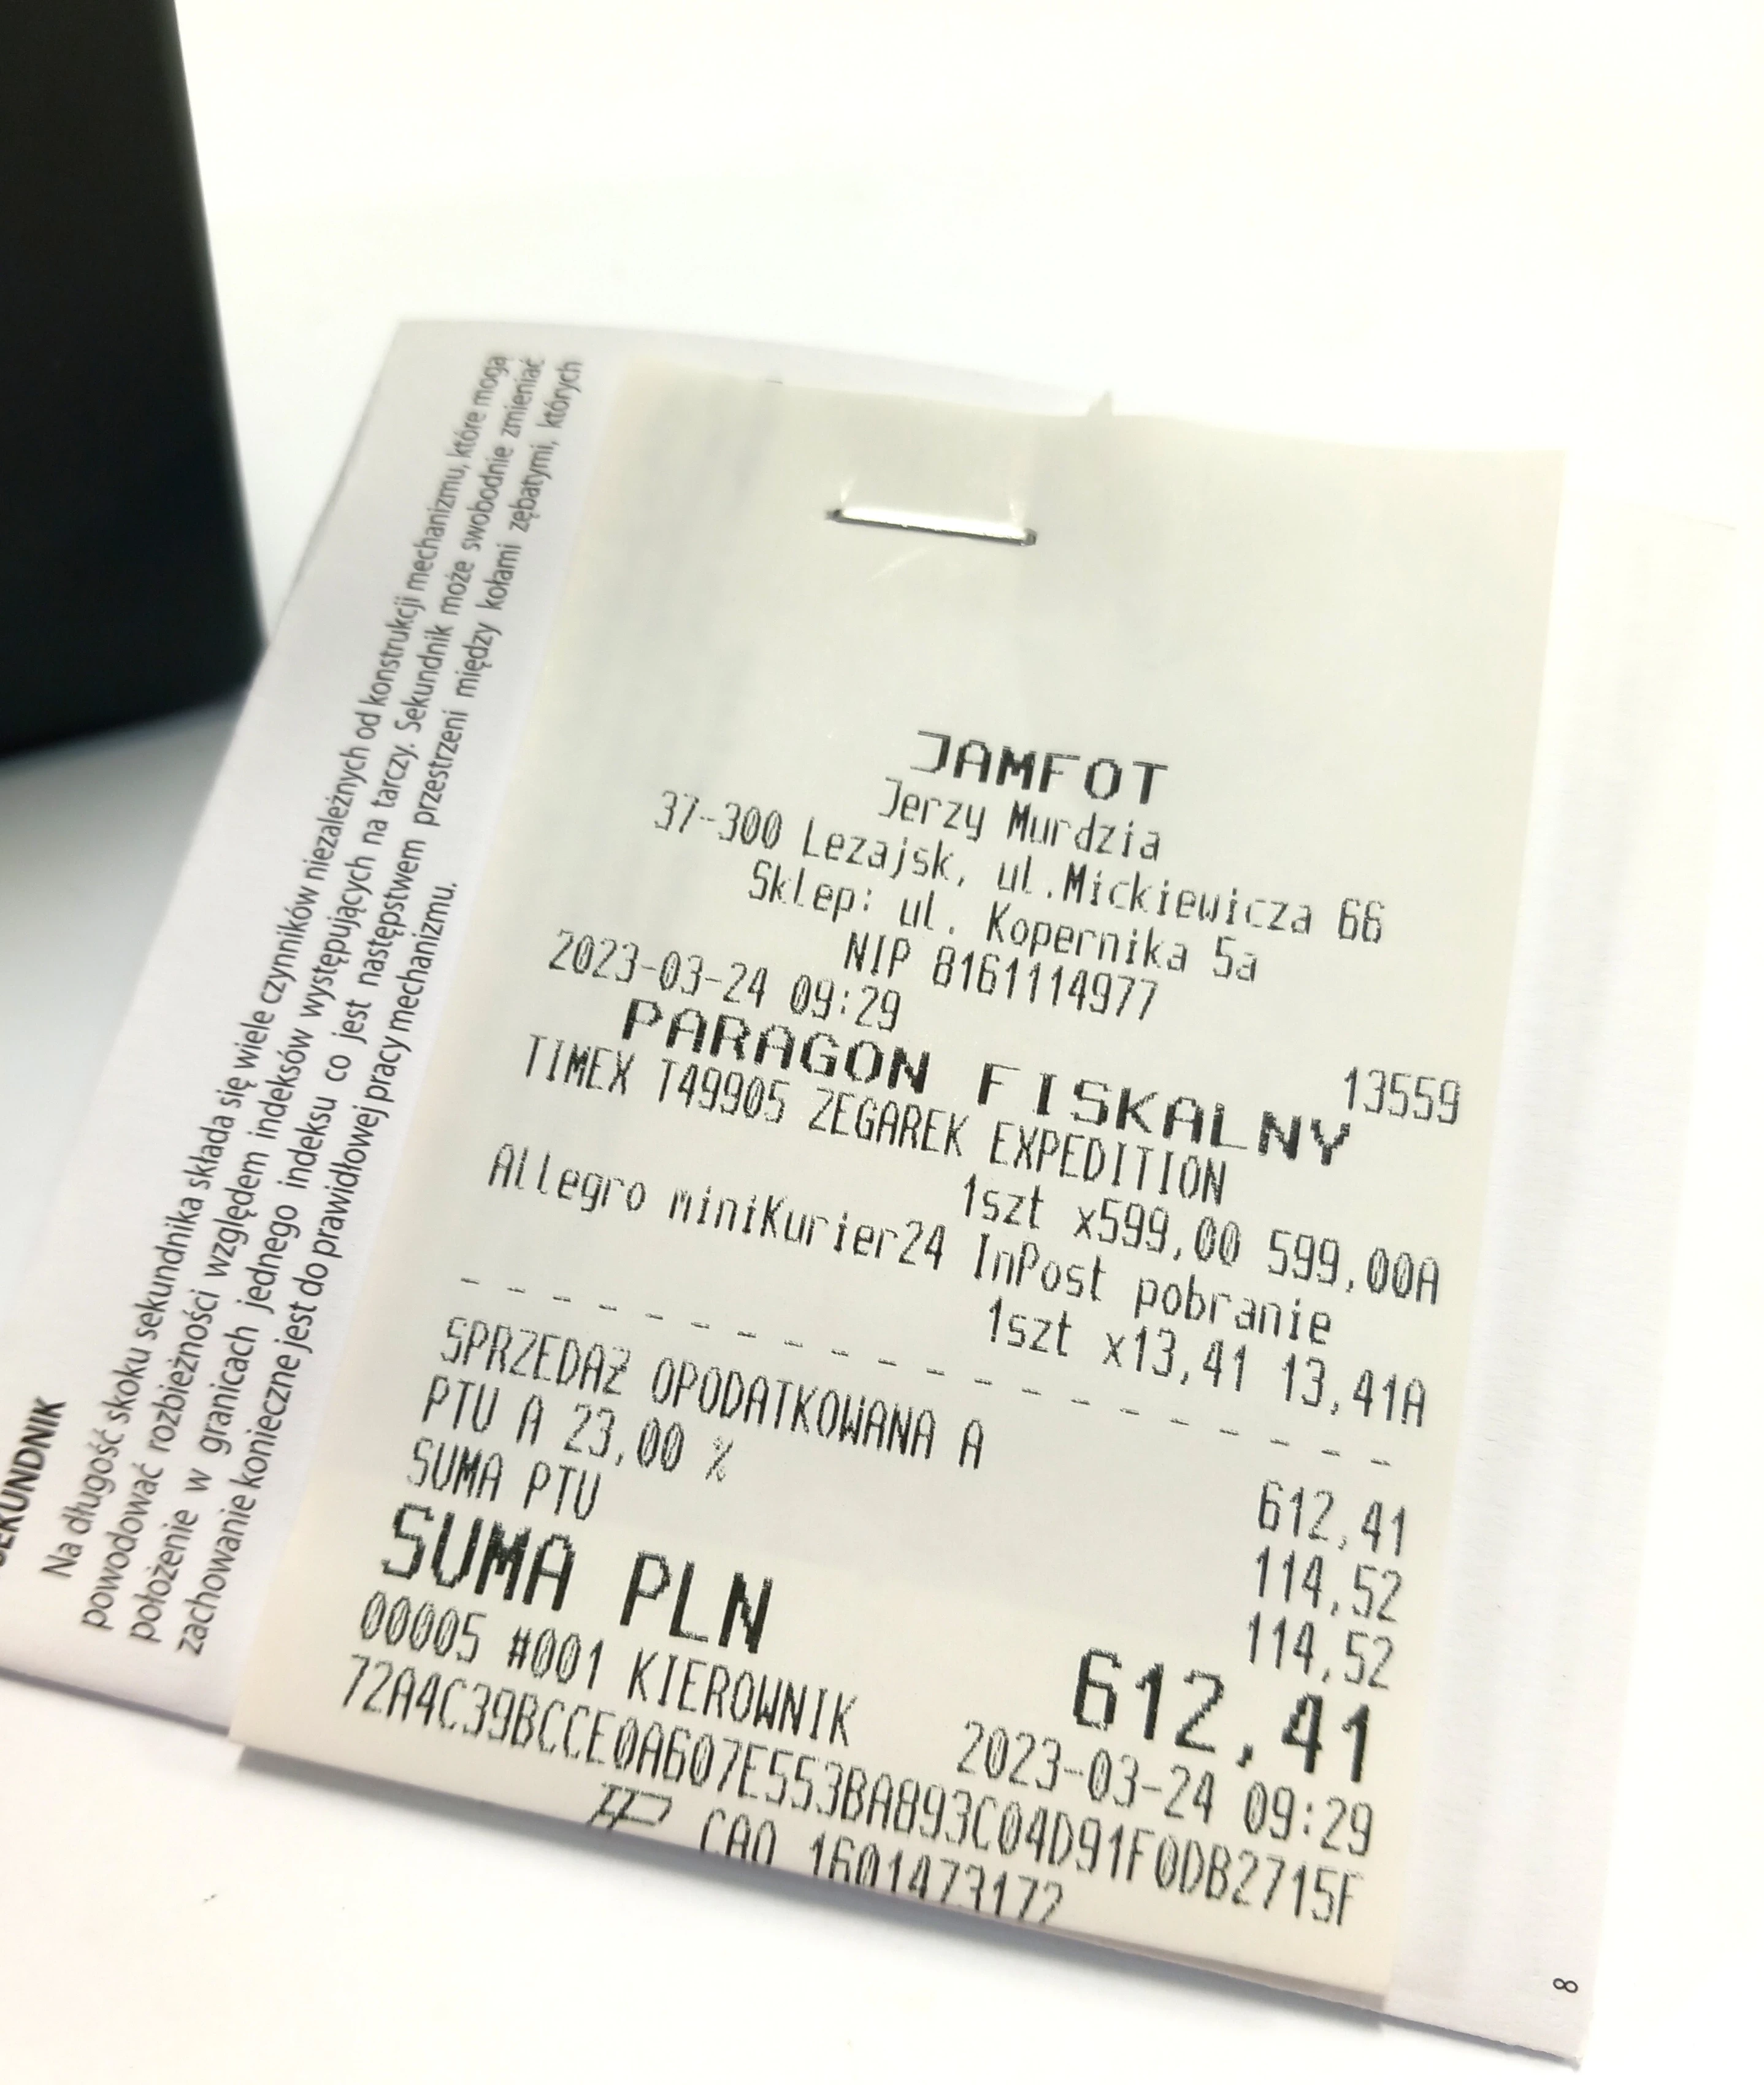 JAMFOT
Jerzy Murdzia
37-300 Lezajsk, ul.Mickiewicza 66
Sklep: ul. Kopernika 5a
NIP 8161114977
2023-03-24 09:29 13559
PARAGON FISKALNY
TIMEX T49905 ZEGAREK EXPEDITION
1szt x599,00 599,00A
Allegro miniKurier24 InPost pobranie
1szt x13,41 13,41A
- - - - - - - - - - - - - - - - - - - -
SPRZEDAŻ OPODATKOWANA A 612,41
PTU A 23,00 % 114,52
SUMA PTU 114,52
SUMA PLN 612,41
00005 #001 KIEROWNIK 2023-03-24 09:29
72A4C39BCCE0A607E553BA893C04D91F0DB2715F
CAO 1601473172
SEKUNDNIK
Na długość skoku sekundnika składa się wiele czynników niezależnych od konstrukcji mechanizmu, które mogą
powodować rozbieżności względem indeksów występujących na tarczy. Sekundnik może swobodnie zmieniać
położenie w granicach jednego indeksu co jest następstwem przestrzeni między kołami zębatymi, których
zachowanie konieczne jest do prawidłowej pracy mechanizmu.
8